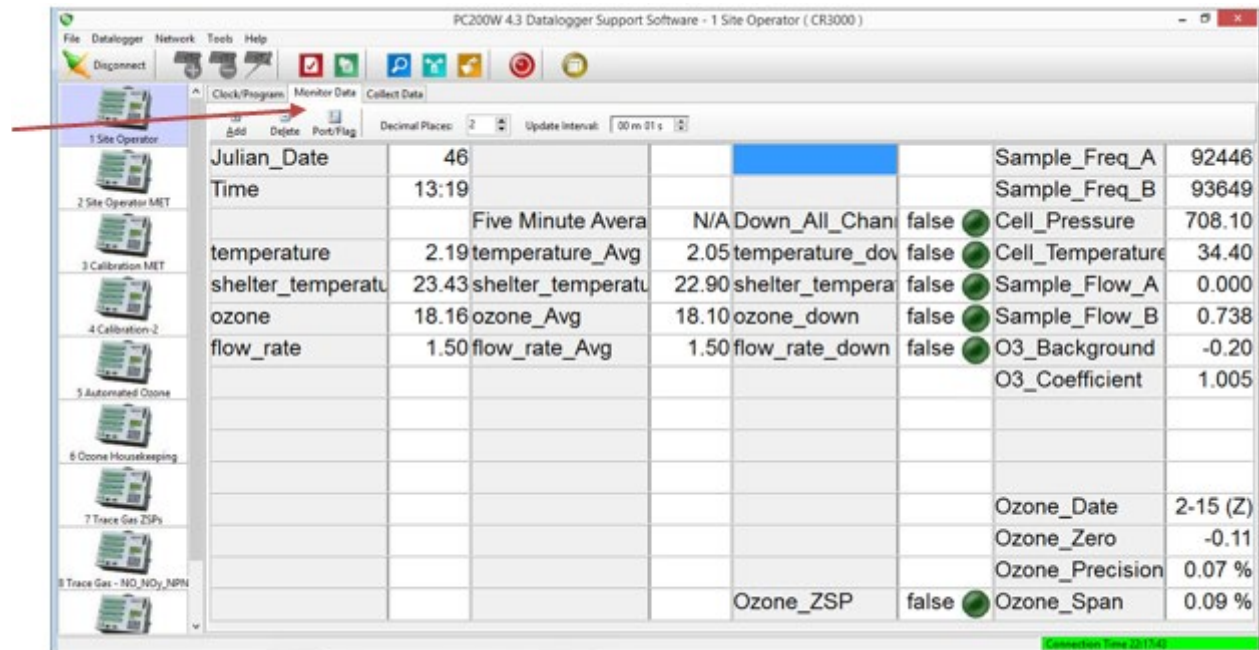 PC200W 4.3 Datalogger Support Software - 1 Site Operator ( CR3000 )
File Datalogger Network Tools Help
Disconnect
Clock/Program Monitor Data Collect Data
Add Delete Port/Flag Decimal Places: 2 Update Interval: 00 m 01 s
1 Site Operator
2 Site Operator MET
3 Calibration MET
4 Calibration-2
5 Automated Ozone
6 Ozone Housekeeping
7 Trace Gas ZSPs
8 Trace Gas - NO_NOy_NPN
Julian_Date 46 Sample_Freq_A 92446
Time 13:19 Sample_Freq_B 93649
Five Minute Avera N/A Down_All_Chan false Cell_Pressure 708.10
temperature 2.19 temperature_Avg 2.05 temperature_dov false Cell_Temperature 34.40
shelter_temperatu 23.43 shelter_temperatu 22.90 shelter_tempera false Sample_Flow_A 0.000
ozone 18.16 ozone_Avg 18.10 ozone_down false Sample_Flow_B 0.738
flow_rate 1.50 flow_rate_Avg 1.50 flow_rate_down false O3_Background -0.20
O3_Coefficient 1.005
Ozone_Date 2-15 (Z)
Ozone_Zero -0.11
Ozone_Precision 0.07 %
Ozone_ZSP false Ozone_Span 0.09 %
Connection Time 22:17:43